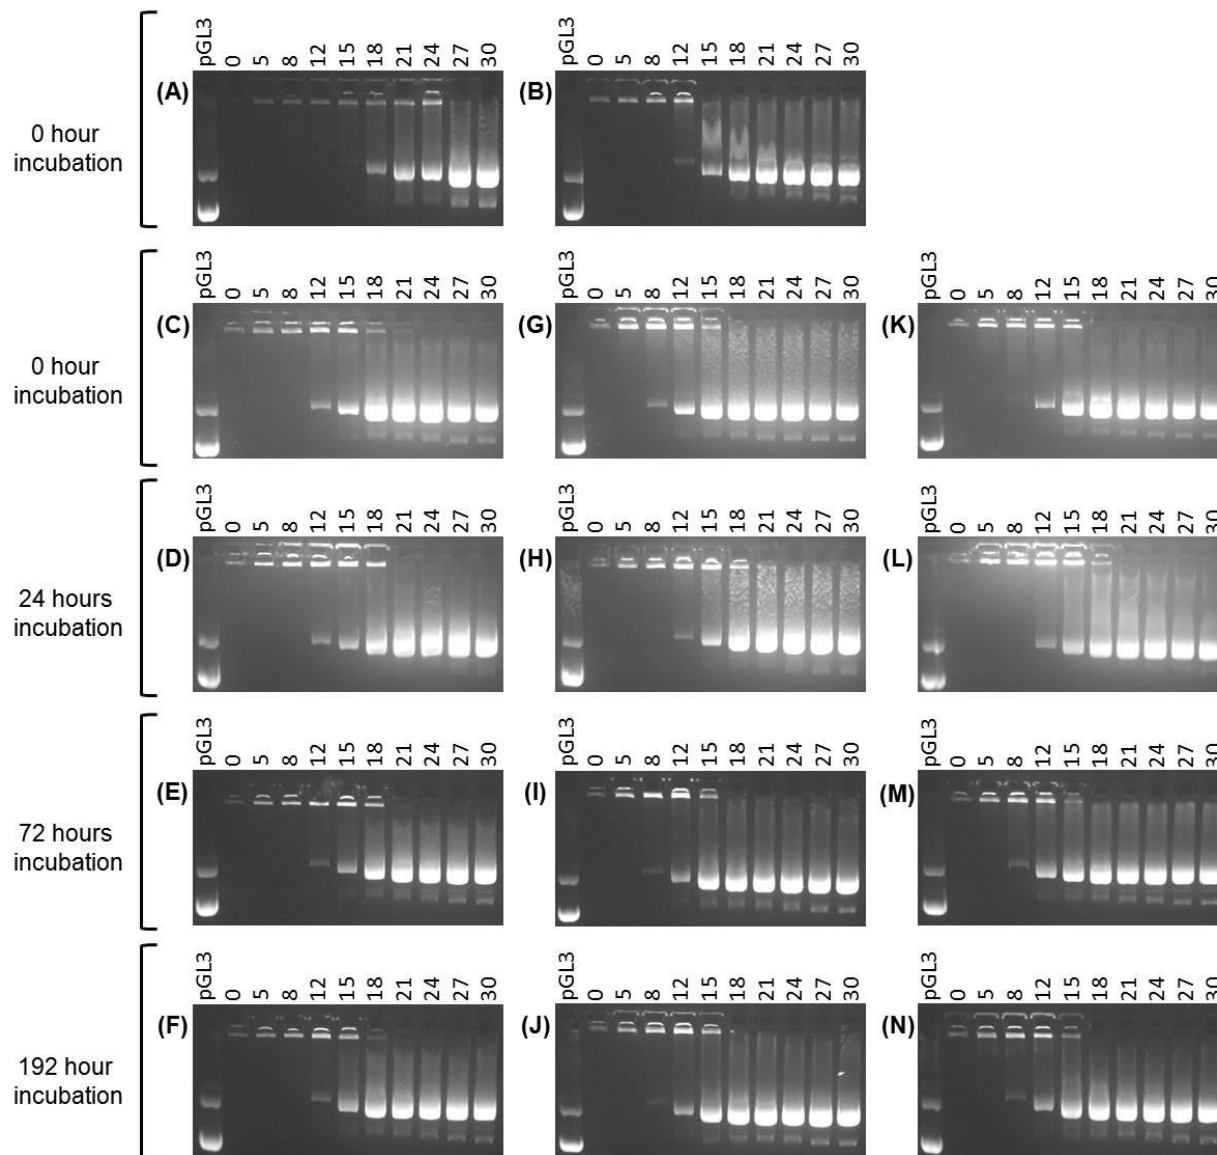 pGL3 0 5 8 12 15 18 21 24 27 30
pGL3 0 5 8 12 15 18 21 24 27 30
0 hour
incubation
(A)
(B)
pGL3 0 5 8 12 15 18 21 24 27 30
pGL3 0 5 8 12 15 18 21 24 27 30
pGL3 0 5 8 12 15 18 21 24 27 30
0 hour
incubation
(C)
(G)
(K)
pGL3 0 5 8 12 15 18 21 24 27 30
pGL3 0 5 8 12 15 18 21 24 27 30
pGL3 0 5 8 12 15 18 21 24 27 30
24 hours
incubation
(D)
(H)
(L)
pGL3 0 5 8 12 15 18 21 24 27 30
pGL3 0 5 8 12 15 18 21 24 27 30
pGL3 0 5 8 12 15 18 21 24 27 30
72 hours
incubation
(E)
(I)
(M)
pGL3 0 5 8 12 15 18 21 24 27 30
pGL3 0 5 8 12 15 18 21 24 27 30
pGL3 0 5 8 12 15 18 21 24 27 30
192 hour
incubation
(F)
(J)
(N)